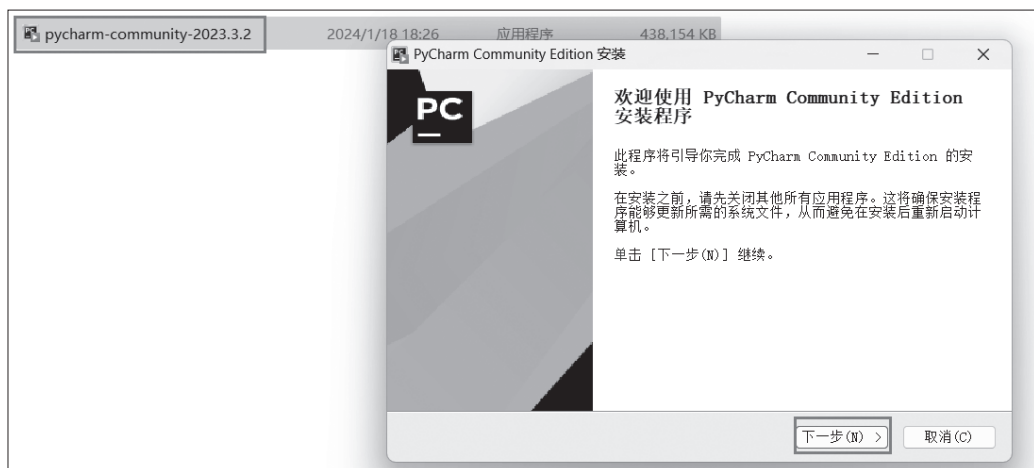 pycharm-community-2023.3.2 2024/1/18 18:26 应用程序 438,154 KB
PyCharm Community Edition 安装
PC
欢迎使用 PyCharm Community Edition
安装程序
此程序将引导你完成 PyCharm Community Edition 的安
装。
在安装之前，请先关闭其他所有应用程序。这将确保安装程
序能够更新所需的系统文件，从而避免在安装后重新启动计
算机。
单击 [下一步(N)] 继续。
下一步(N) > 取消(C)